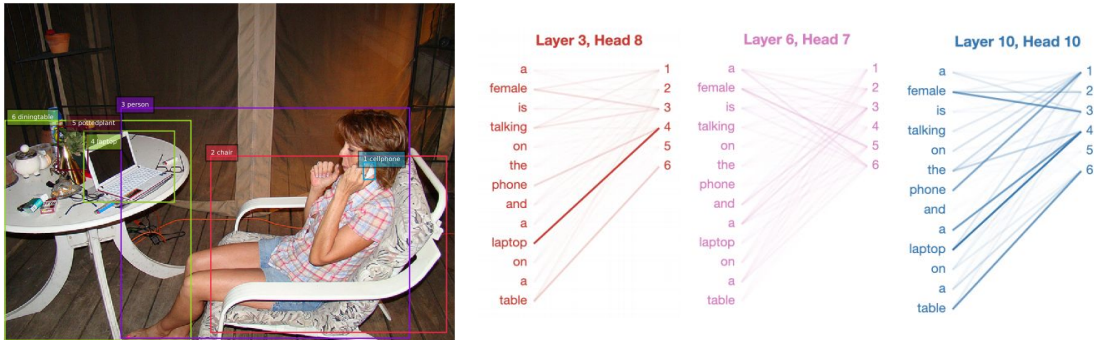 6 diningtable
3 person
5 pottedplant
4 laptop
2 chair
1 cellphone
Layer 3, Head 8
a
female
is
talking
on
the
phone
and
a
laptop
on
a
table
1
2
3
4
5
6
Layer 6, Head 7
a
female
is
talking
on
the
phone
and
a
laptop
on
a
table
1
2
3
4
5
6
Layer 10, Head 10
a
female
is
talking
on
the
phone
and
a
laptop
on
a
table
1
2
3
4
5
6